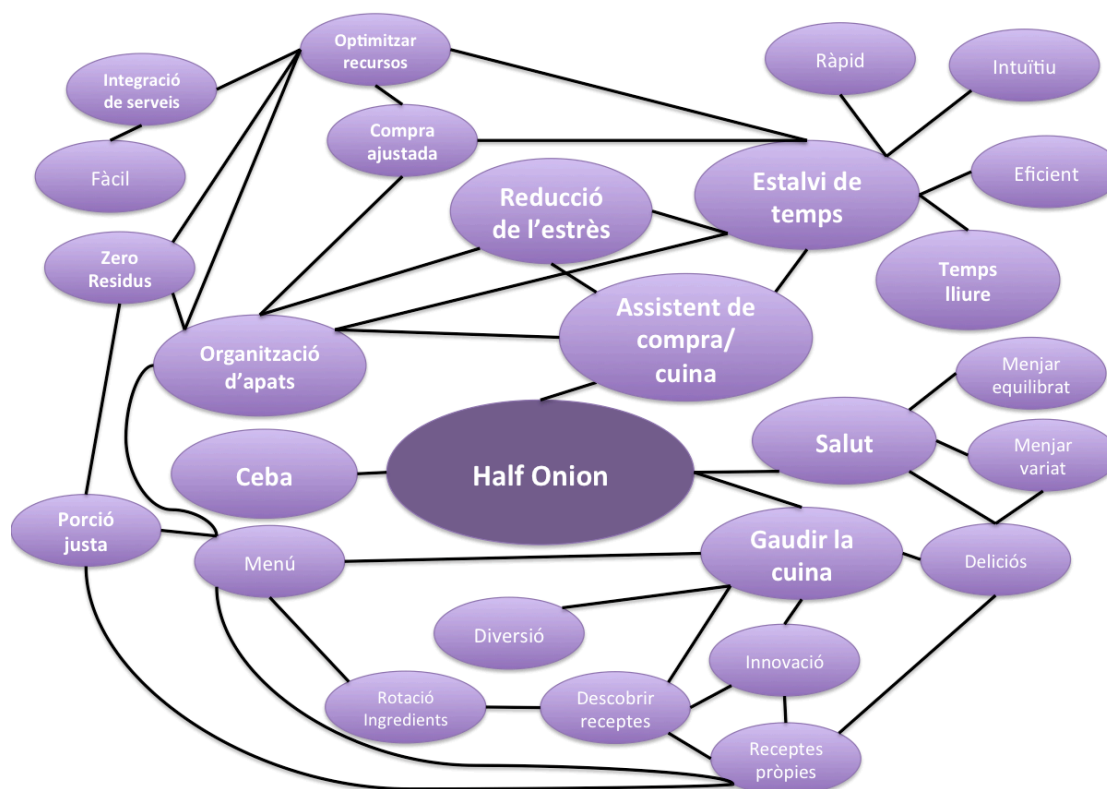 Optimitzar
recursos
Ràpid
Intuïtiu
Integració
de serveis
Compra
ajustada
Fàcil
Estalvi de
temps
Eficient
Reducció
de l'estrès
Zero
Residus
Temps
lliure
Assistent de
compra/
cuina
Organització
d'apats
Menjar
equilibrat
Salut
Menjar
variat
Ceba
Half Onion
Porció
justa
Menú
Gaudir la
cuina
Deliciós
Diversió
Innovació
Rotació
Ingredients
Descobrir
receptes
Receptes
pròpies